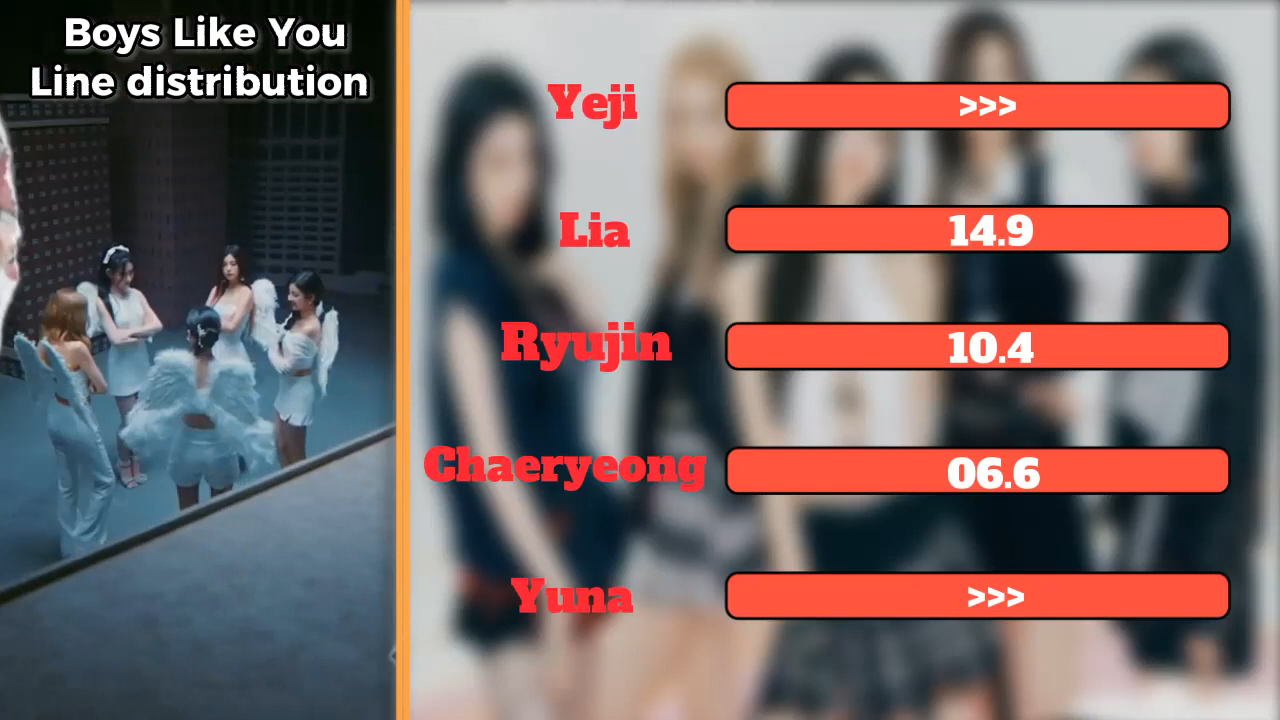 Boys Like You
Line distribution
Yeji >>>
Lia 14.9
Ryujin 10.4
Chaeryeong 06.6
Yuna >>>